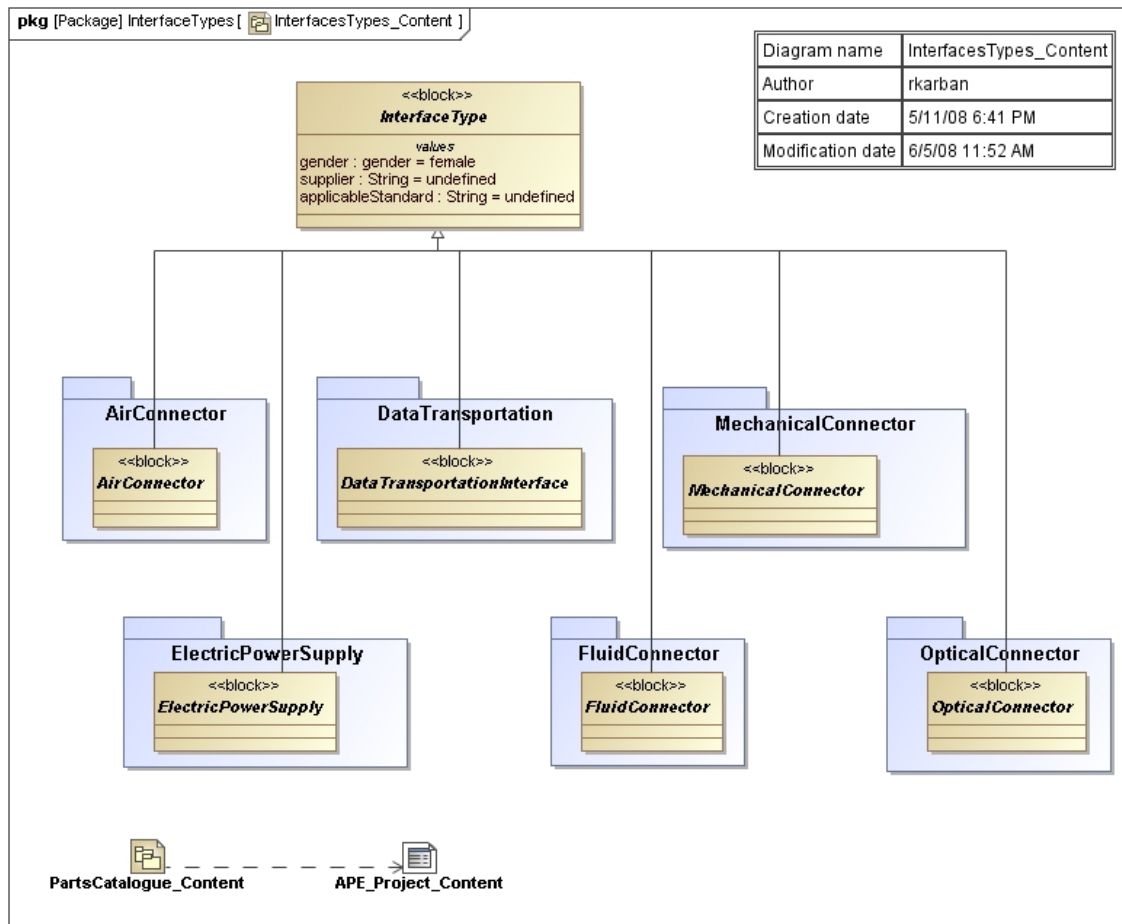 pkg [Package] InterfaceTypes [ InterfacesTypes_Content ]
Diagram name InterfacesTypes_Content
Author rkarban
Creation date 5/11/08 6:41 PM
Modification date 6/5/08 11:52 AM
<<block>>
InterfaceType
values
gender : gender = female
supplier : String = undefined
applicableStandard : String = undefined
AirConnector
<<block>>
AirConnector
DataTransportation
<<block>>
DataTransportationInterface
MechanicalConnector
<<block>>
MechanicalConnector
ElectricPowerSupply
<<block>>
ElectricPowerSupply
FluidConnector
<<block>>
FluidConnector
OpticalConnector
<<block>>
OpticalConnector
PartsCatalogue_Content
APE_Project_Content